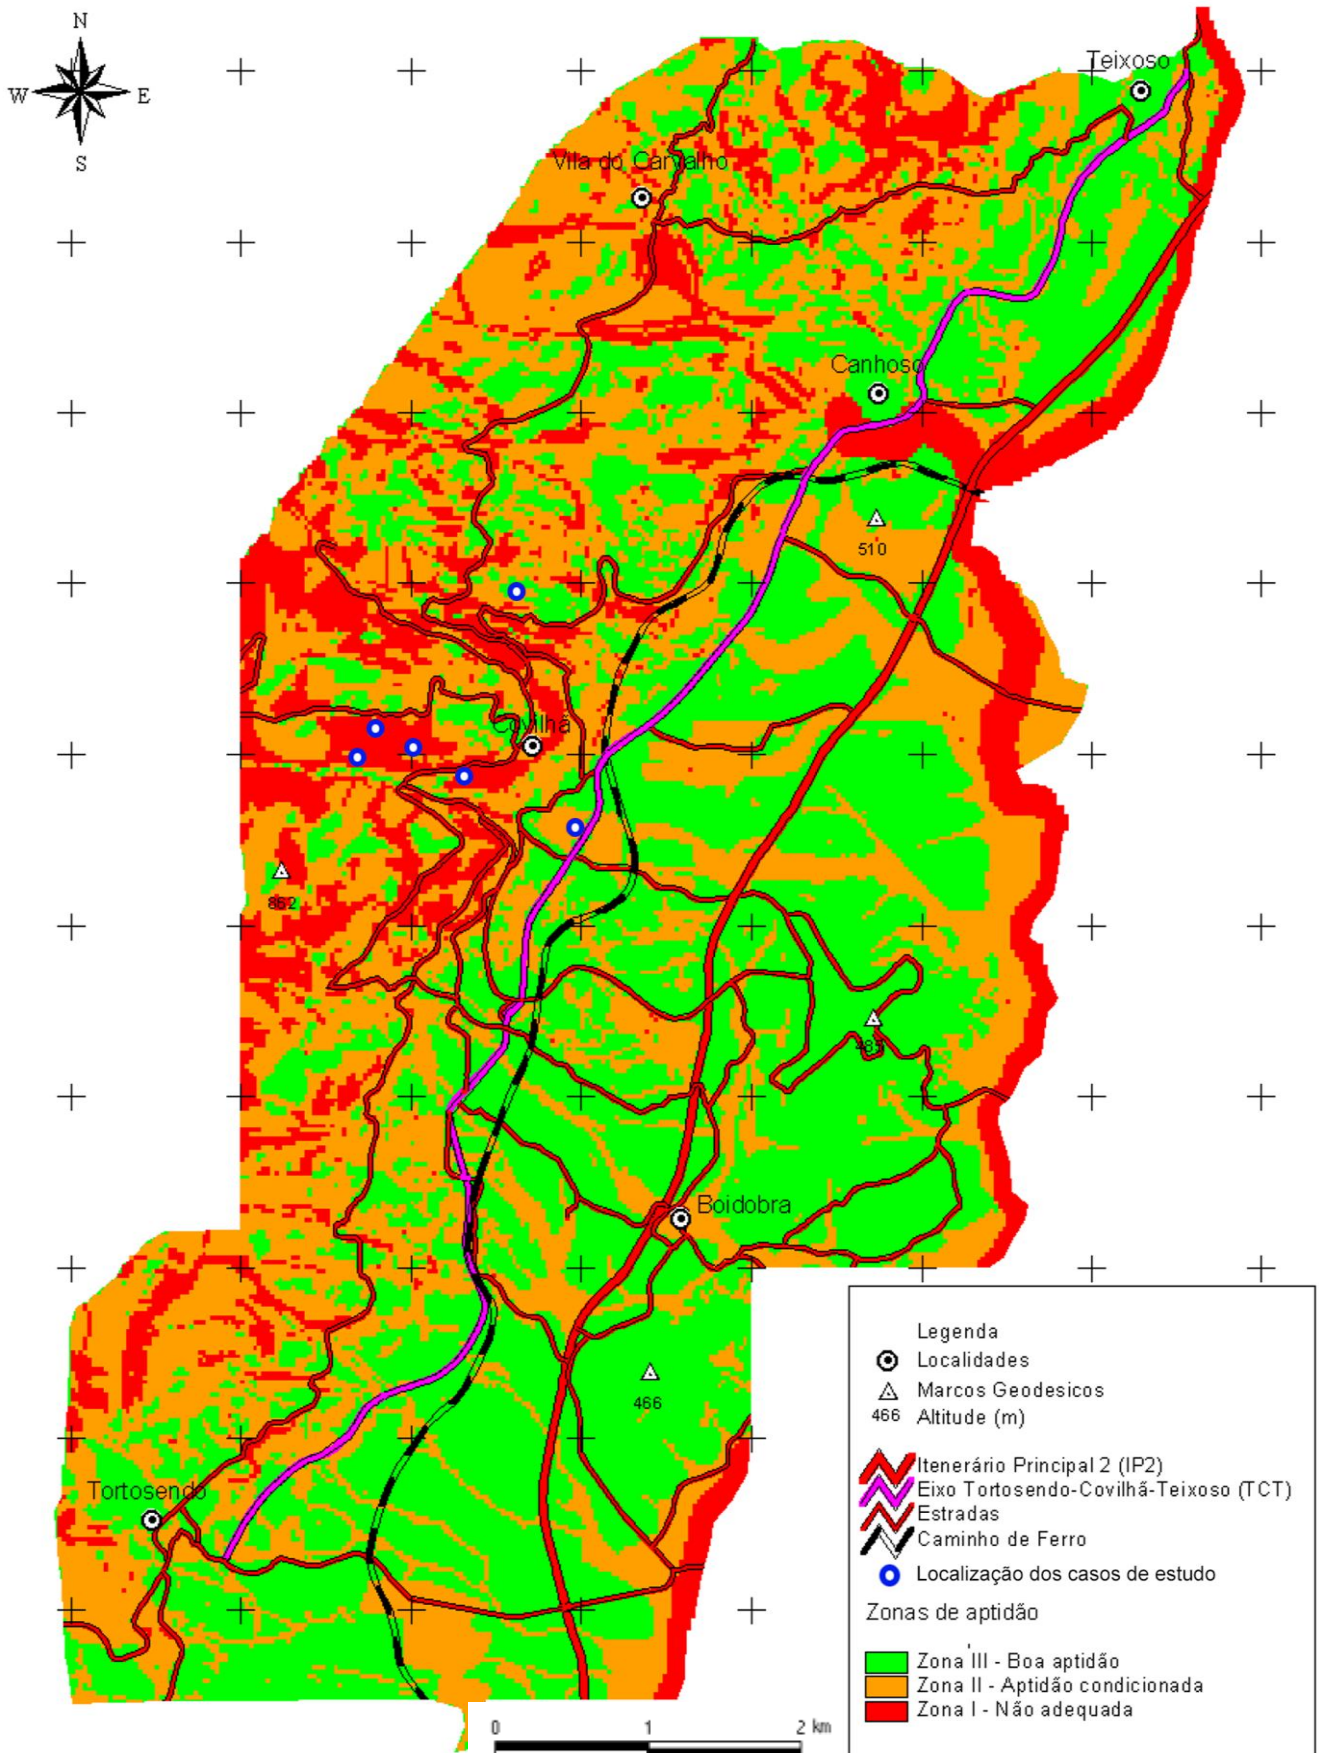 N
W E
S
Teixoso
Vila do Carvalho
Canhoso
510
Covilhã
862
485
Boidobra
466
Tortosendo
Legenda
Localidades
Marcos Geodesicos
466 Altitude (m)
Itenerário Principal 2 (IP2)
Eixo Tortosendo-Covilhã-Teixoso (TCT)
Estradas
Caminho de Ferro
Localização dos casos de estudo
Zonas de aptidão
Zona III - Boa aptidão
Zona II - Aptidão condicionada
Zona I - Não adequada
0 1 2 km